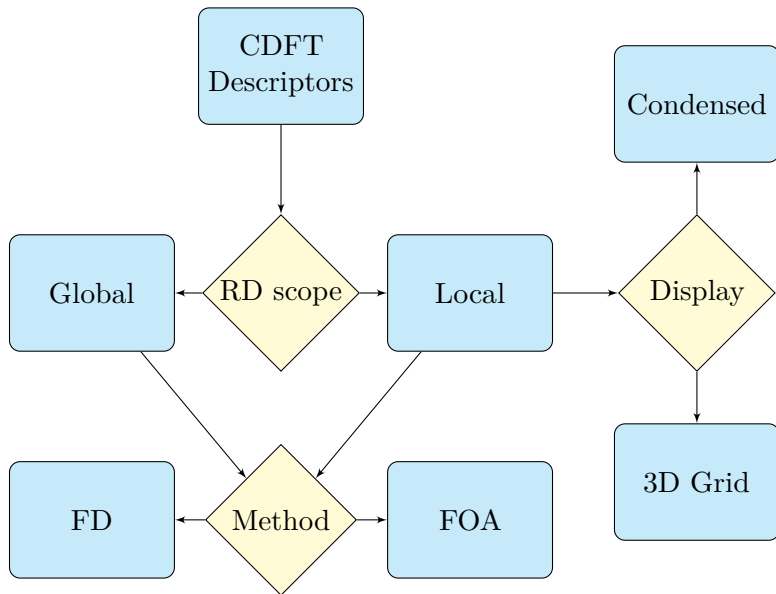 CDFT
Descriptors
Condensed
Global
RD scope
Local
Display
3D Grid
FD
Method
FOA